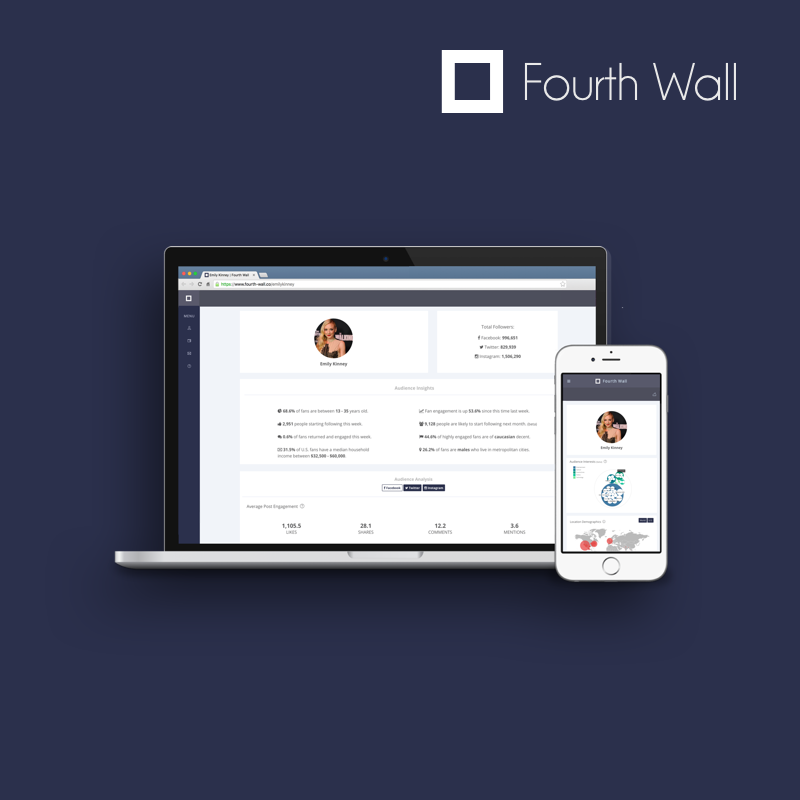 Fourth Wall
Emily Kinney | Fourth Wall
https://www.fourth-wall.co/emilykinney
MENU
Emily Kinney
Total Followers:
Facebook: 996,651
Twitter: 829,939
Instagram: 1,506,290
Audience Insights
68.6% of fans are between 13 - 35 years old.
2,951 people starting following this week.
8.6% of fans returned and engaged this week.
31.5% of U.S. fans have a median household
income between $32,500 - $60,000.
Fan engagement is up 53.6% since this time last week.
9,128 people are likely to start following next month.
44.6% of highly engaged fans are of caucasian decent.
26.2% of fans are males who live in metropolitan cities.
Audience Analysis
Facebook Twitter Instagram
Average Post Engagement
1,105.5 28.1 12.2 3.6
LIKES SHARES COMMENTS MENTIONS
Fourth Wall
Emily Kinney
Audience Interests
Location Demographics